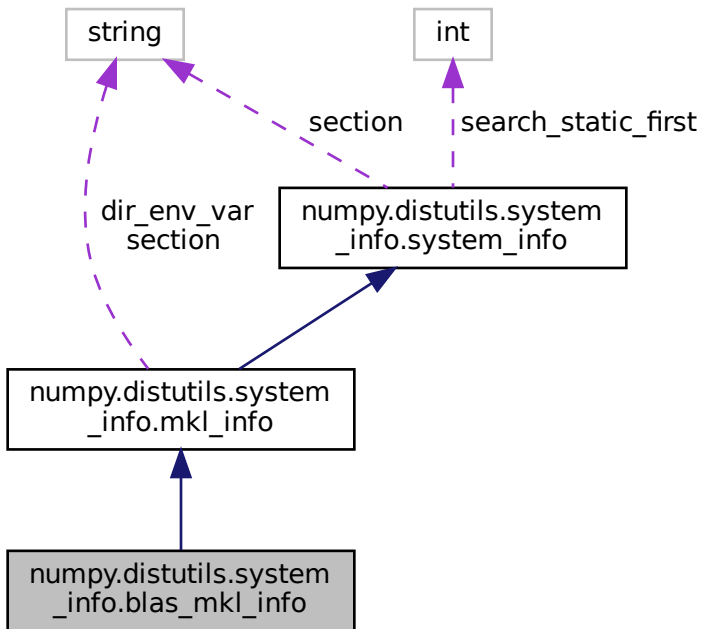 string
int
section
search_static_first
dir_env_var
section
numpy.distutils.system
_info.system_info
numpy.distutils.system
_info.mkl_info
numpy.distutils.system
_info.blas_mkl_info